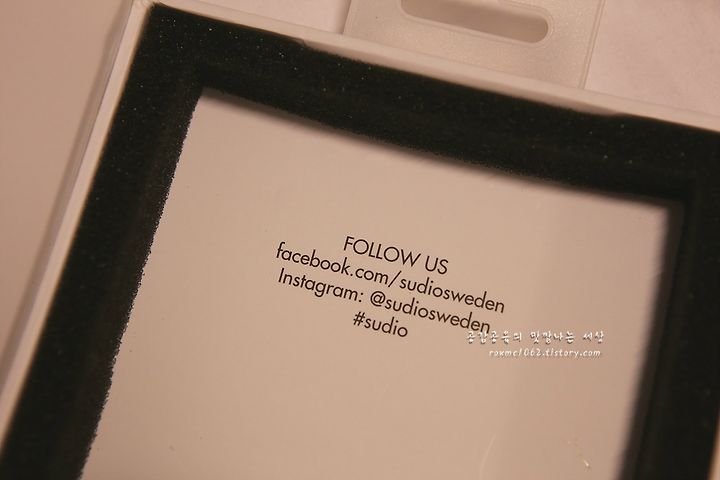 FOLLOW US
facebook.com/sudiosweden
Instagram: @sudiosweden
#sudio
공감공유의 맛깔나는 세상
rokmc1062.tistory.com